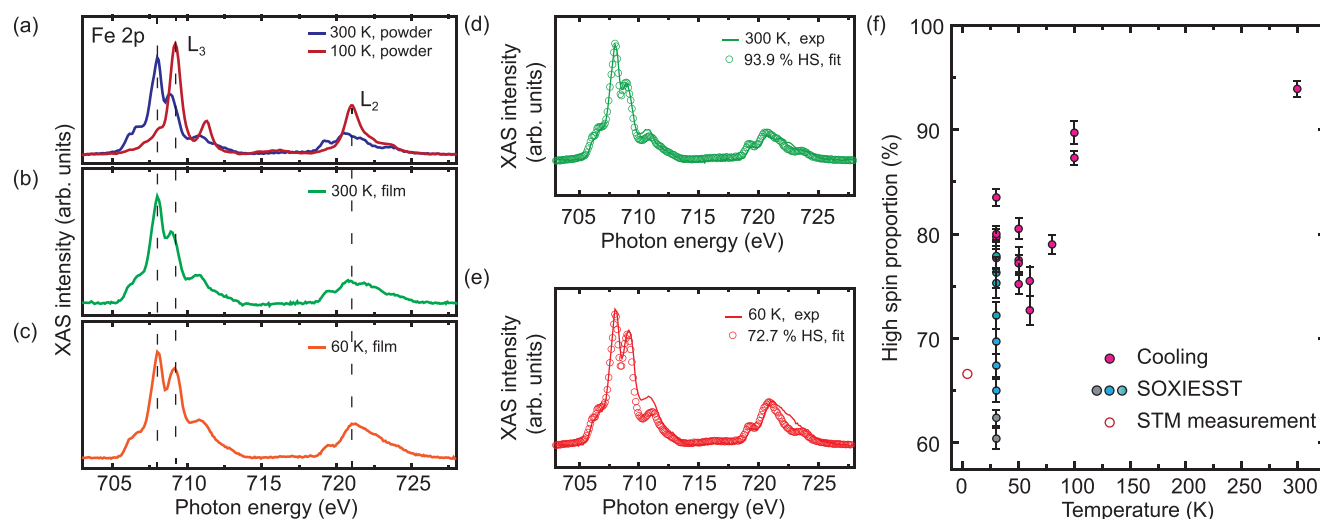 (a)
Fe 2p
L3
300 K, powder
100 K, powder
L2
(b)
300 K, film
(c)
60 K, film
XAS intensity (arb. units)
705 710 715 720 725
Photon energy (eV)
(d)
300 K, exp
93.9 % HS, fit
XAS intensity
(arb. units)
705 710 715 720 725
Photon energy (eV)
(e)
60 K, exp
72.7 % HS, fit
XAS intensity
(arb. units)
705 710 715 720 725
Photon energy (eV)
(f)
100
90
80
70
60
High spin proportion (%)
Cooling
SOXIESST
STM measurement
0 50 100 150 200 250 300
Temperature (K)